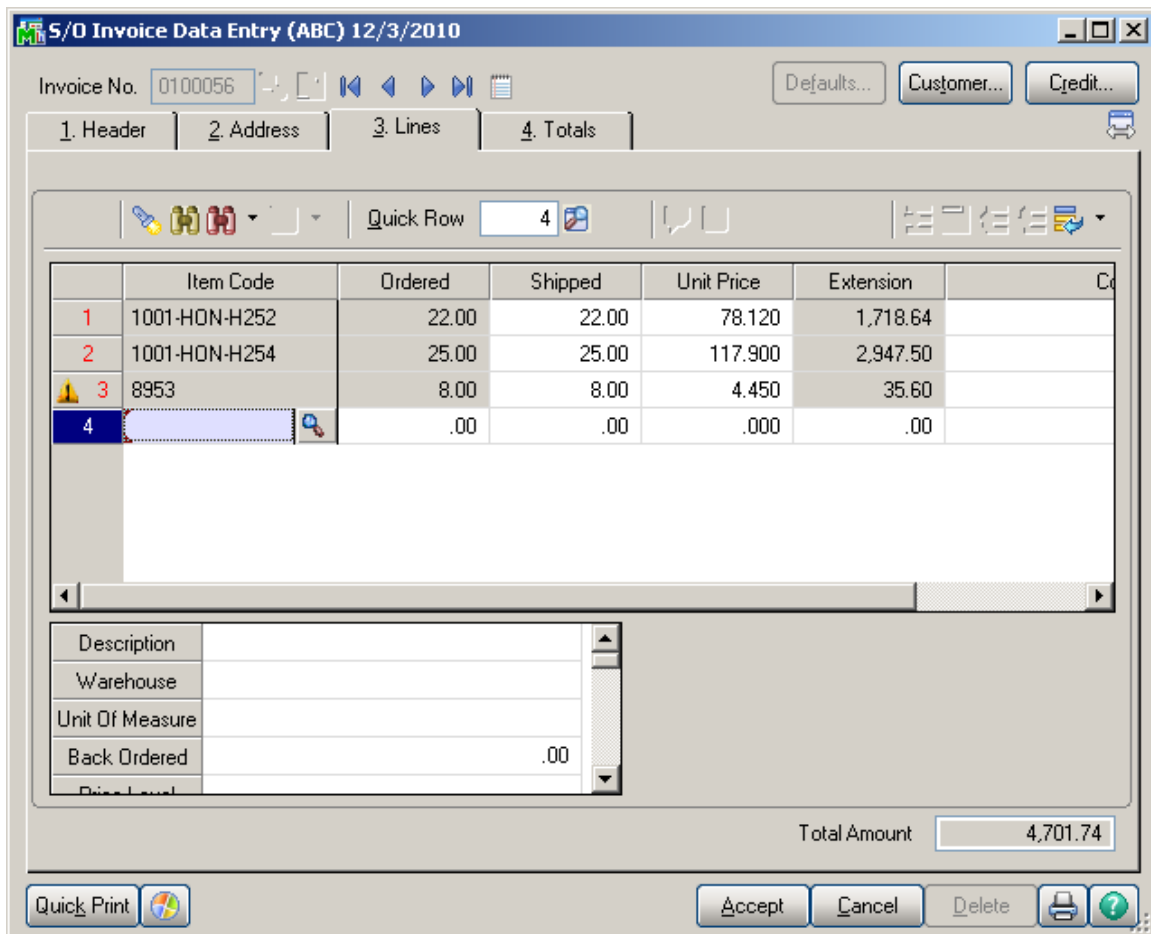 S/O Invoice Data Entry (ABC) 12/3/2010
Invoice No. 0100056 Defaults... Customer... Credit...
1. Header 2. Address 3. Lines 4. Totals
Quick Row 4
Item Code Ordered Shipped Unit Price Extension
1 1001-HON-H252 22.00 22.00 78.120 1,718.64
2 1001-HON-H254 25.00 25.00 117.900 2,947.50
3 8953 8.00 8.00 4.450 35.60
4 .00 .00 .000 .00
Description
Warehouse
Unit Of Measure
Back Ordered .00
Total Amount 4,701.74
Quick Print Accept Cancel Delete